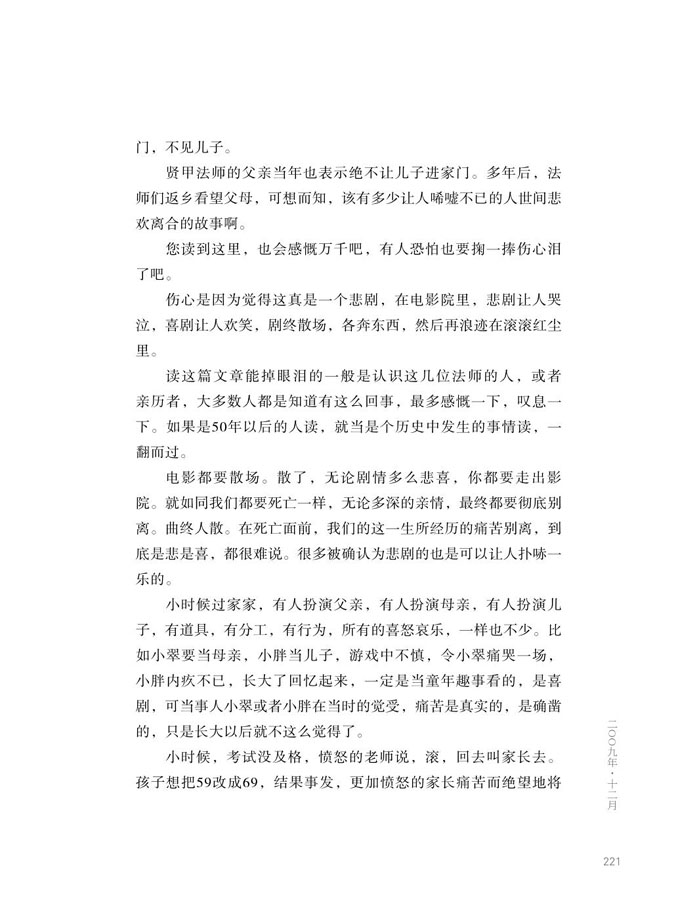 门，不见儿子。
贤甲法师的父亲当年也表示绝不让儿子进家门。多年后，法
师们返乡看望父母，可想而知，该有多少让人唏嘘不已的人世间悲
欢离合的故事啊。
您读到这里，也会感慨万千吧，有人恐怕也要掬一捧伤心泪
了吧。
伤心是因为觉得这真是一个悲剧，在电影院里，悲剧让人哭
泣，喜剧让人欢笑，剧终散场，各奔东西，然后再浪迹在滚滚红尘
里。
读这篇文章能掉眼泪的一般是认识这几位法师的人，或者
亲历者，大多数人都是知道有这么回事，最多感慨一下，叹息一
下。如果是50年以后的人读，就当是个历史中发生的事情读，一
翻而过。
电影都要散场。散了，无论剧情多么悲喜，你都要走出影
院。就如同我们都要死亡一样，无论多深的亲情，最终都要彻底别
离。曲终人散。在死亡面前，我们的这一生所经历的痛苦别离，到
底是悲是喜，都很难说。很多被确认为悲剧的也是可以让人扑哧一
乐的。
小时候过家家，有人扮演父亲，有人扮演母亲，有人扮演儿
子，有道具，有分工，有行为，所有的喜怒哀乐，一样也不少。比
如小翠要当母亲，小胖当儿子，游戏中不慎，令小翠痛哭一场，
小胖内疚不已，长大了回忆起来，一定是当童年趣事看的，是喜
剧，可当事人小翠或者小胖在当时的觉受，痛苦是真实的，是确凿
的，只是长大以后就不这么觉得了。
小时候，考试没及格，愤怒的老师说，滚，回去叫家长去。
孩子想把59改成69，结果事发，更加愤怒的家长痛苦而绝望地将
二〇〇九年·十二月
221